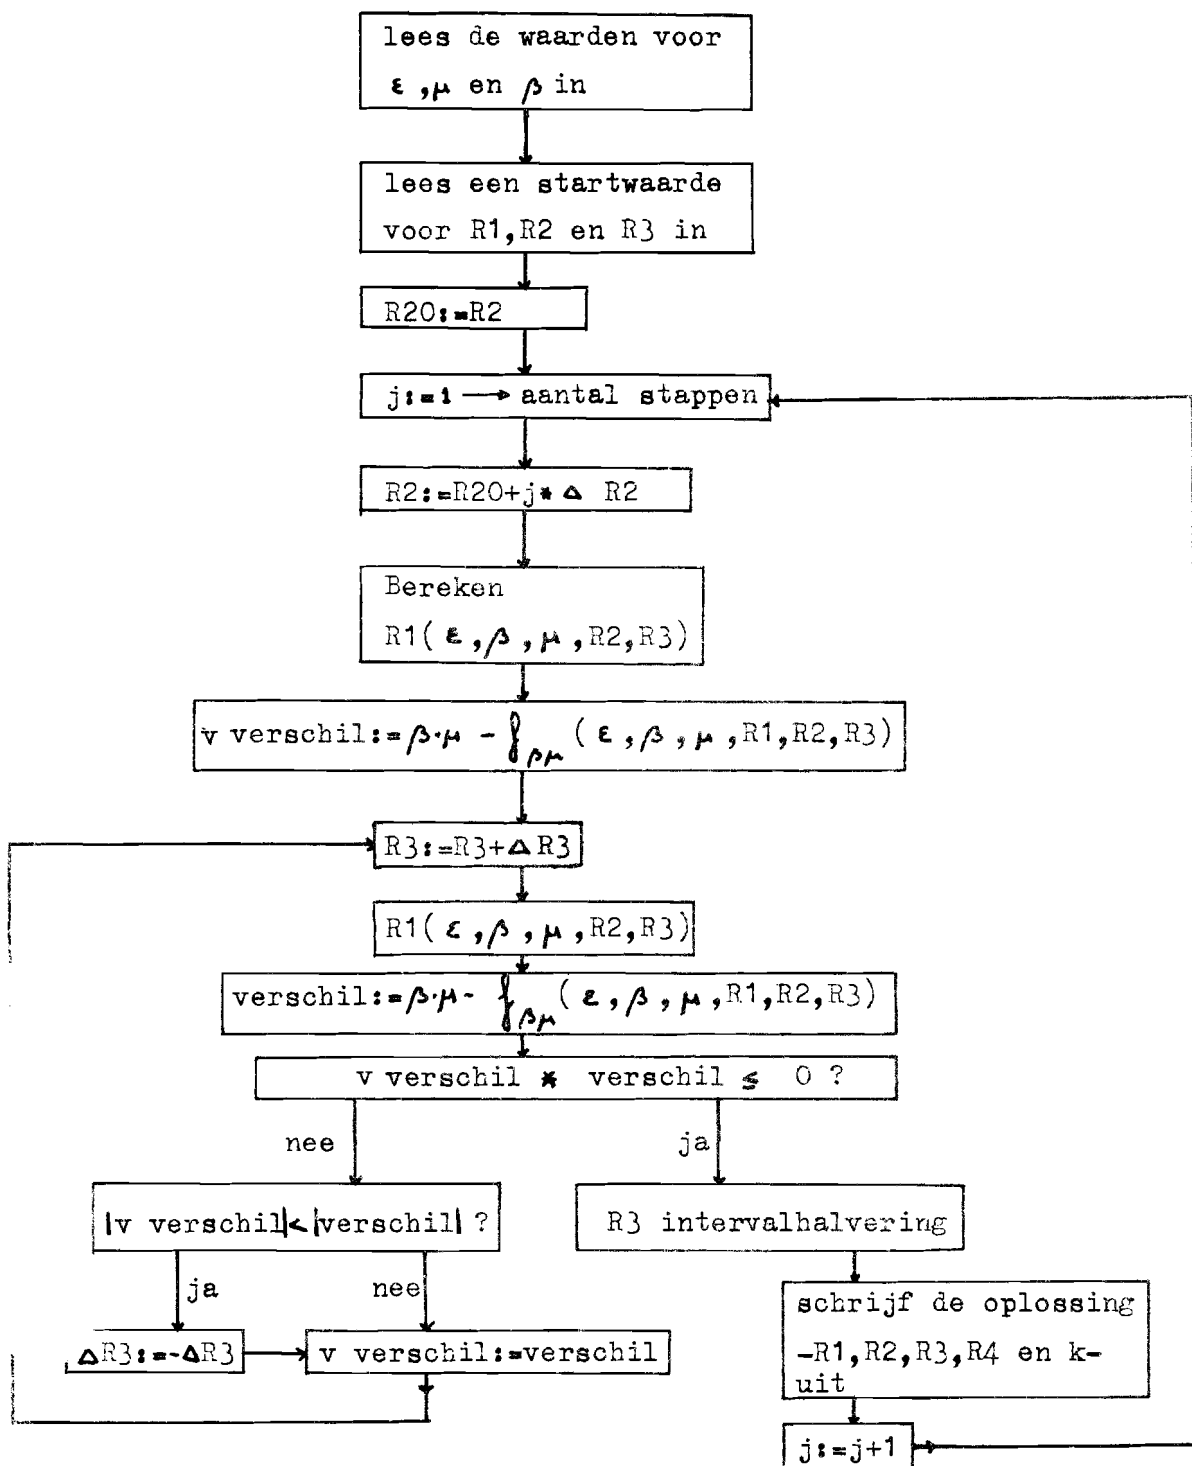 lees de waarden voor
ε ,μ en β in
lees een startwaarde
voor R1,R2 en R3 in
R20:=R2
j:=1 → aantal stappen
R2:=R20+j* Δ R2
Bereken
R1( ε ,β , μ ,R2,R3)
v verschil:=β·μ - f_βμ ( ε , β , μ ,R1,R2,R3)
R3:=R3+ΔR3
R1( ε ,β , μ ,R2,R3)
verschil:=β·μ- f_βμ( ε , β , μ ,R1,R2,R3)
v verschil * verschil ≤ 0 ?
nee
ja
|v verschil|<|verschil| ?
R3 intervalhalvering
ja
nee
schrijf de oplossing
-R1,R2,R3,R4 en k-
uit
ΔR3:=-ΔR3
v verschil:=verschil
j:=j+1